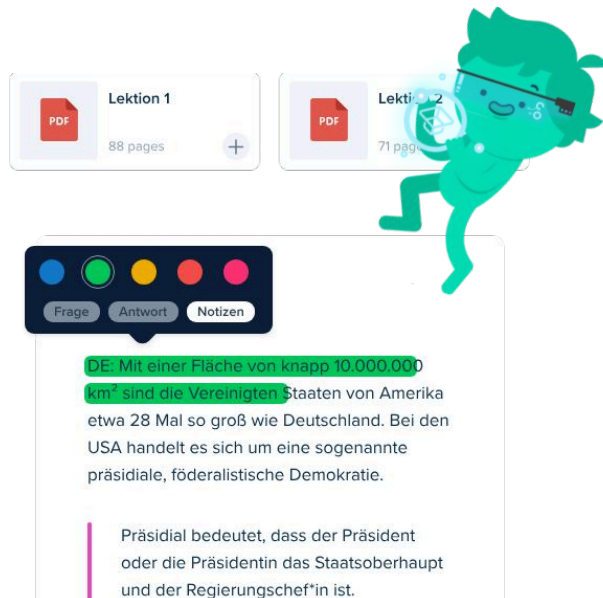 Lektion 1
PDF
88 pages
Lekti 2
PDF
71 pag
Frage Antwort Notizen
DE: Mit einer Fläche von knapp 10.000.000
km² sind die Vereinigten Staaten von Amerika
etwa 28 Mal so groß wie Deutschland. Bei den
USA handelt es sich um eine sogenannte
präsidiale, föderalistische Demokratie.
Präsidial bedeutet, dass der Präsident
oder die Präsidentin das Staatsoberhaupt
und der Regierungschef*in ist.